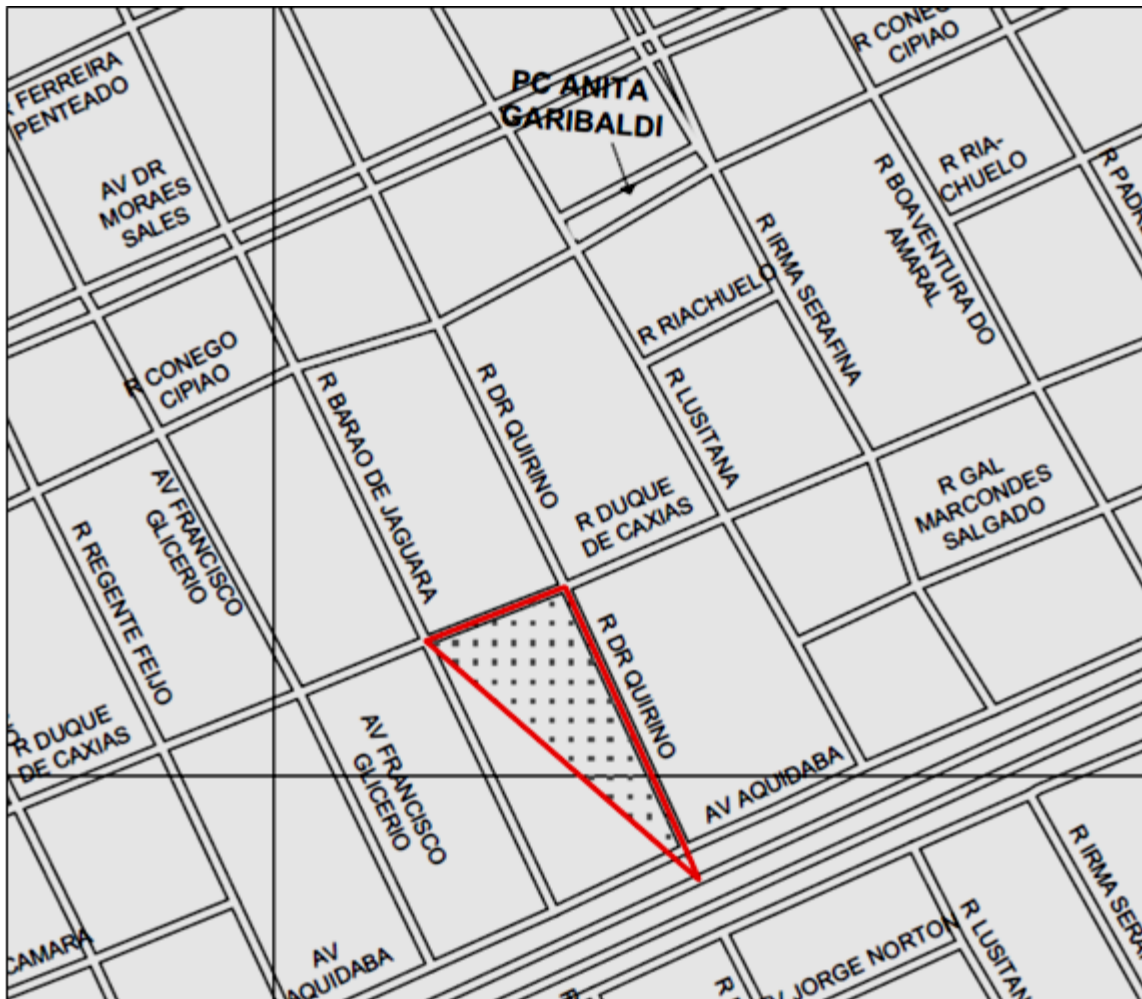 R FERREIRA
PENTEADO
AV DR
MORAES
SALES
PC ANITA
GARIBALDI
R CONEGO
CIPIAO
R RIA-
CHUELO
R BOAVENTURA DO
AMARAL
R IRMA SERAFINA
R RIACHUELO
R CONEGO
CIPIAO
R BARAO DE JAGUARA
R DR QUIRINO
R LUSITANA
R DUQUE
DE CAXIAS
R GAL
MARCONDES
SALGADO
AV FRANCISCO
GLICERIO
R REGENTE FEIJO
R DUQUE
DE CAXIAS
AV FRANCISCO
GLICERIO
R DR QUIRINO
AV AQUIDABA
CAMARA
AV
AQUIDABA
JORGE NORTON
R LUSITAN
R IRMA SERA